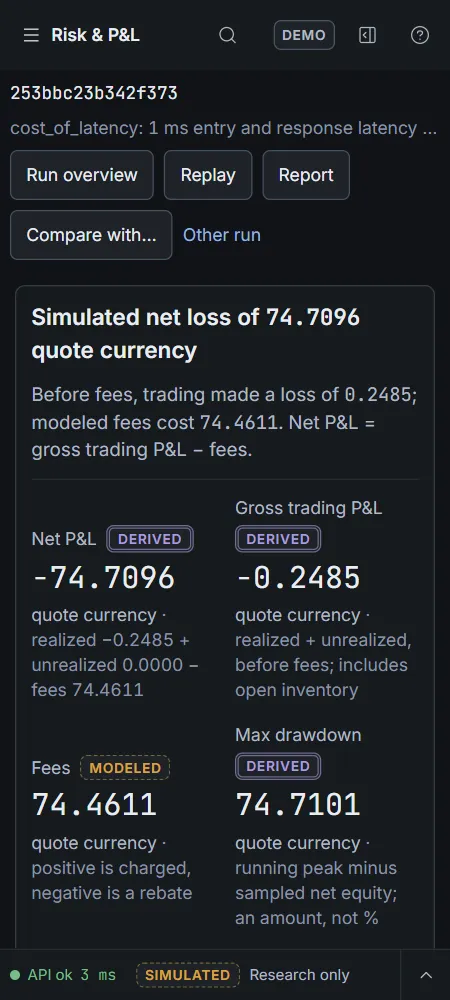 Risk & P&L
DEMO
253bbc23b342f373
cost_of_latency: 1 ms entry and response latency ...
Run overview
Replay
Report
Compare with...
Other run
Simulated net loss of 74.7096
quote currency
Before fees, trading made a loss of 0.2485;
modeled fees cost 74.4611. Net P&L =
gross trading P&L − fees.
Net P&L DERIVED
-74.7096
quote currency ·
realized −0.2485 +
unrealized 0.0000 −
fees 74.4611
Gross trading P&L
DERIVED
-0.2485
quote currency ·
realized + unrealized,
before fees; includes
open inventory
Fees MODELED
74.4611
quote currency ·
positive is charged,
negative is a rebate
Max drawdown
DERIVED
74.7101
quote currency ·
running peak minus
sampled net equity;
an amount, not %
API ok 3 ms SIMULATED Research only